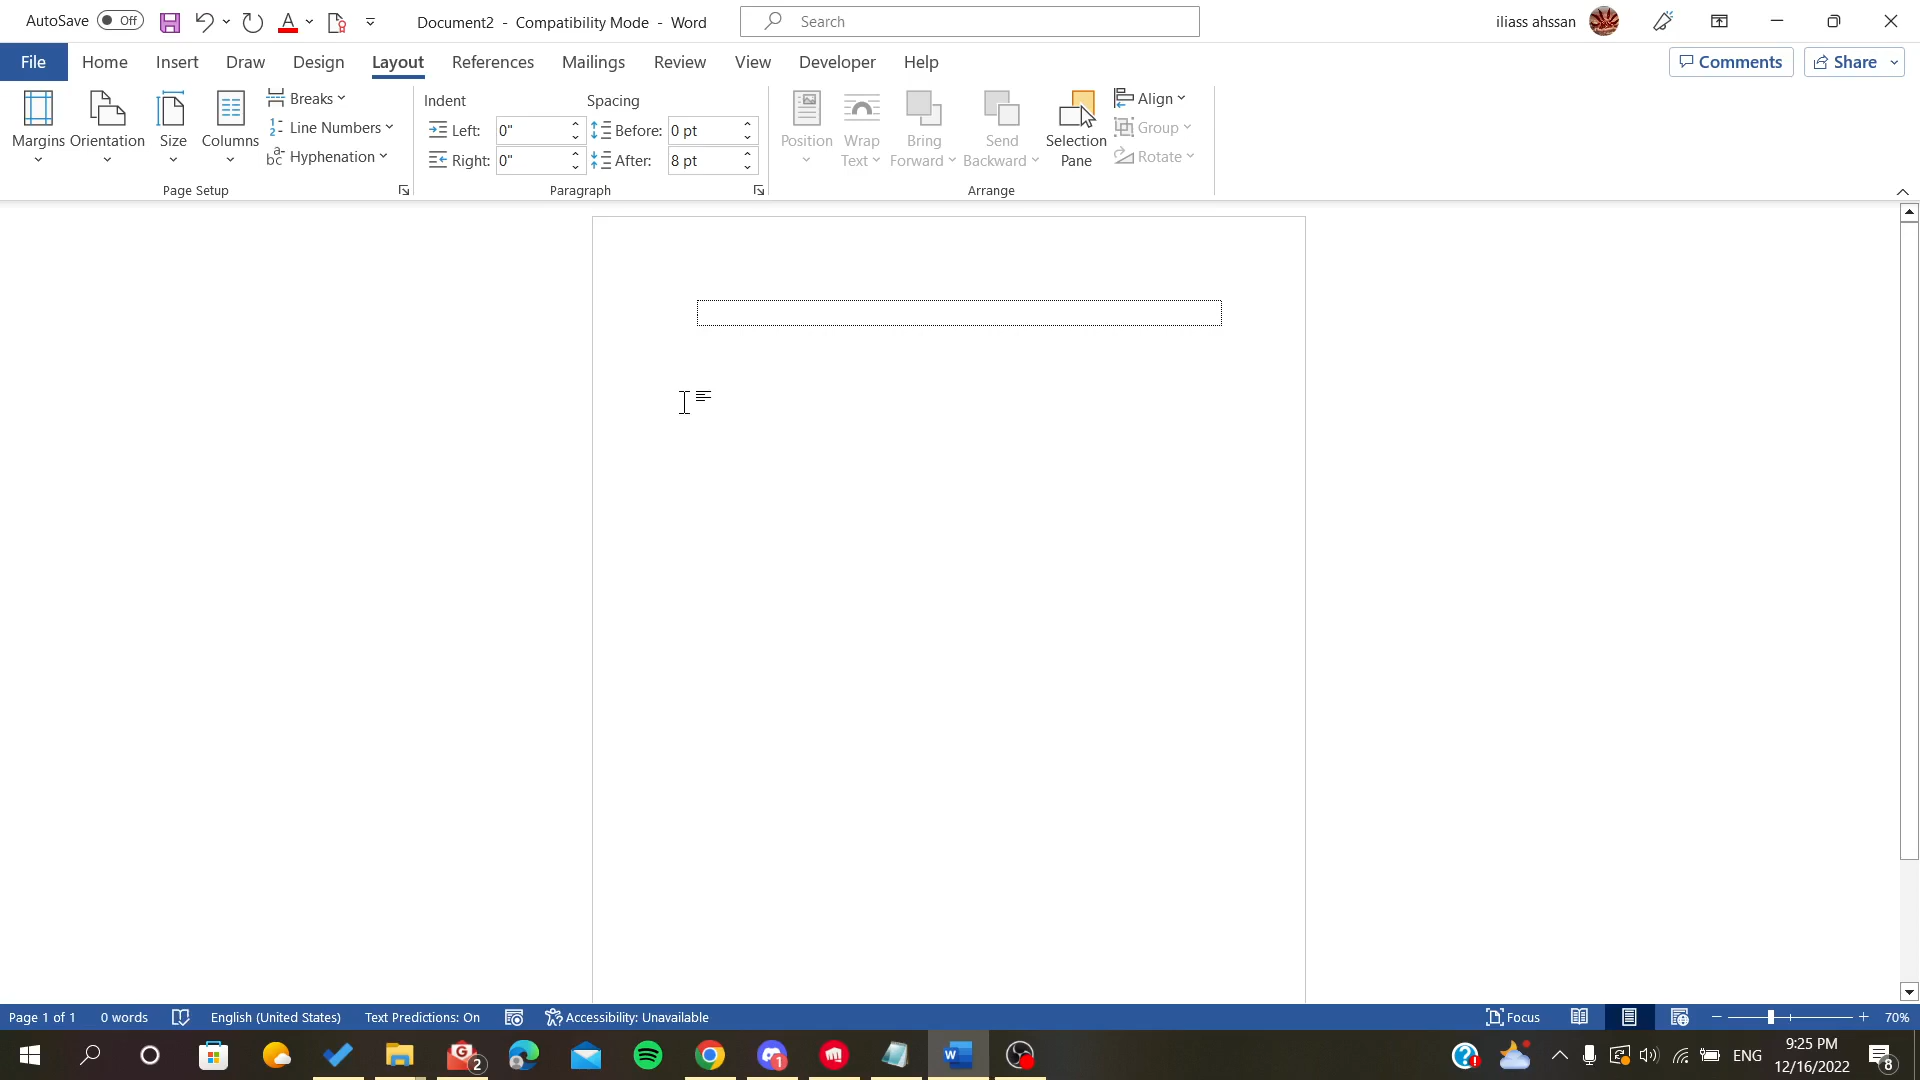 AutoSave Off Document2 - Compatibility Mode - Word Search iliass ahssan
File Home Insert Draw Design Layout References Mailings Review View Developer Help Comments Share
Margins Orientation Size Columns
Breaks
Line Numbers
Hyphenation
Page Setup
Indent Spacing
Left: 0" Before: 0 pt
Right: 0" After: 8 pt
Paragraph
Position
Wrap
Text
Bring
Forward
Send
Backward
Selection
Pane
Align
Group
Rotate
Arrange
Page 1 of 1 0 words English (United States) Text Predictions: On Accessibility: Unavailable Focus 70%
2 1 ENG 9:25 PM
12/16/2022 8